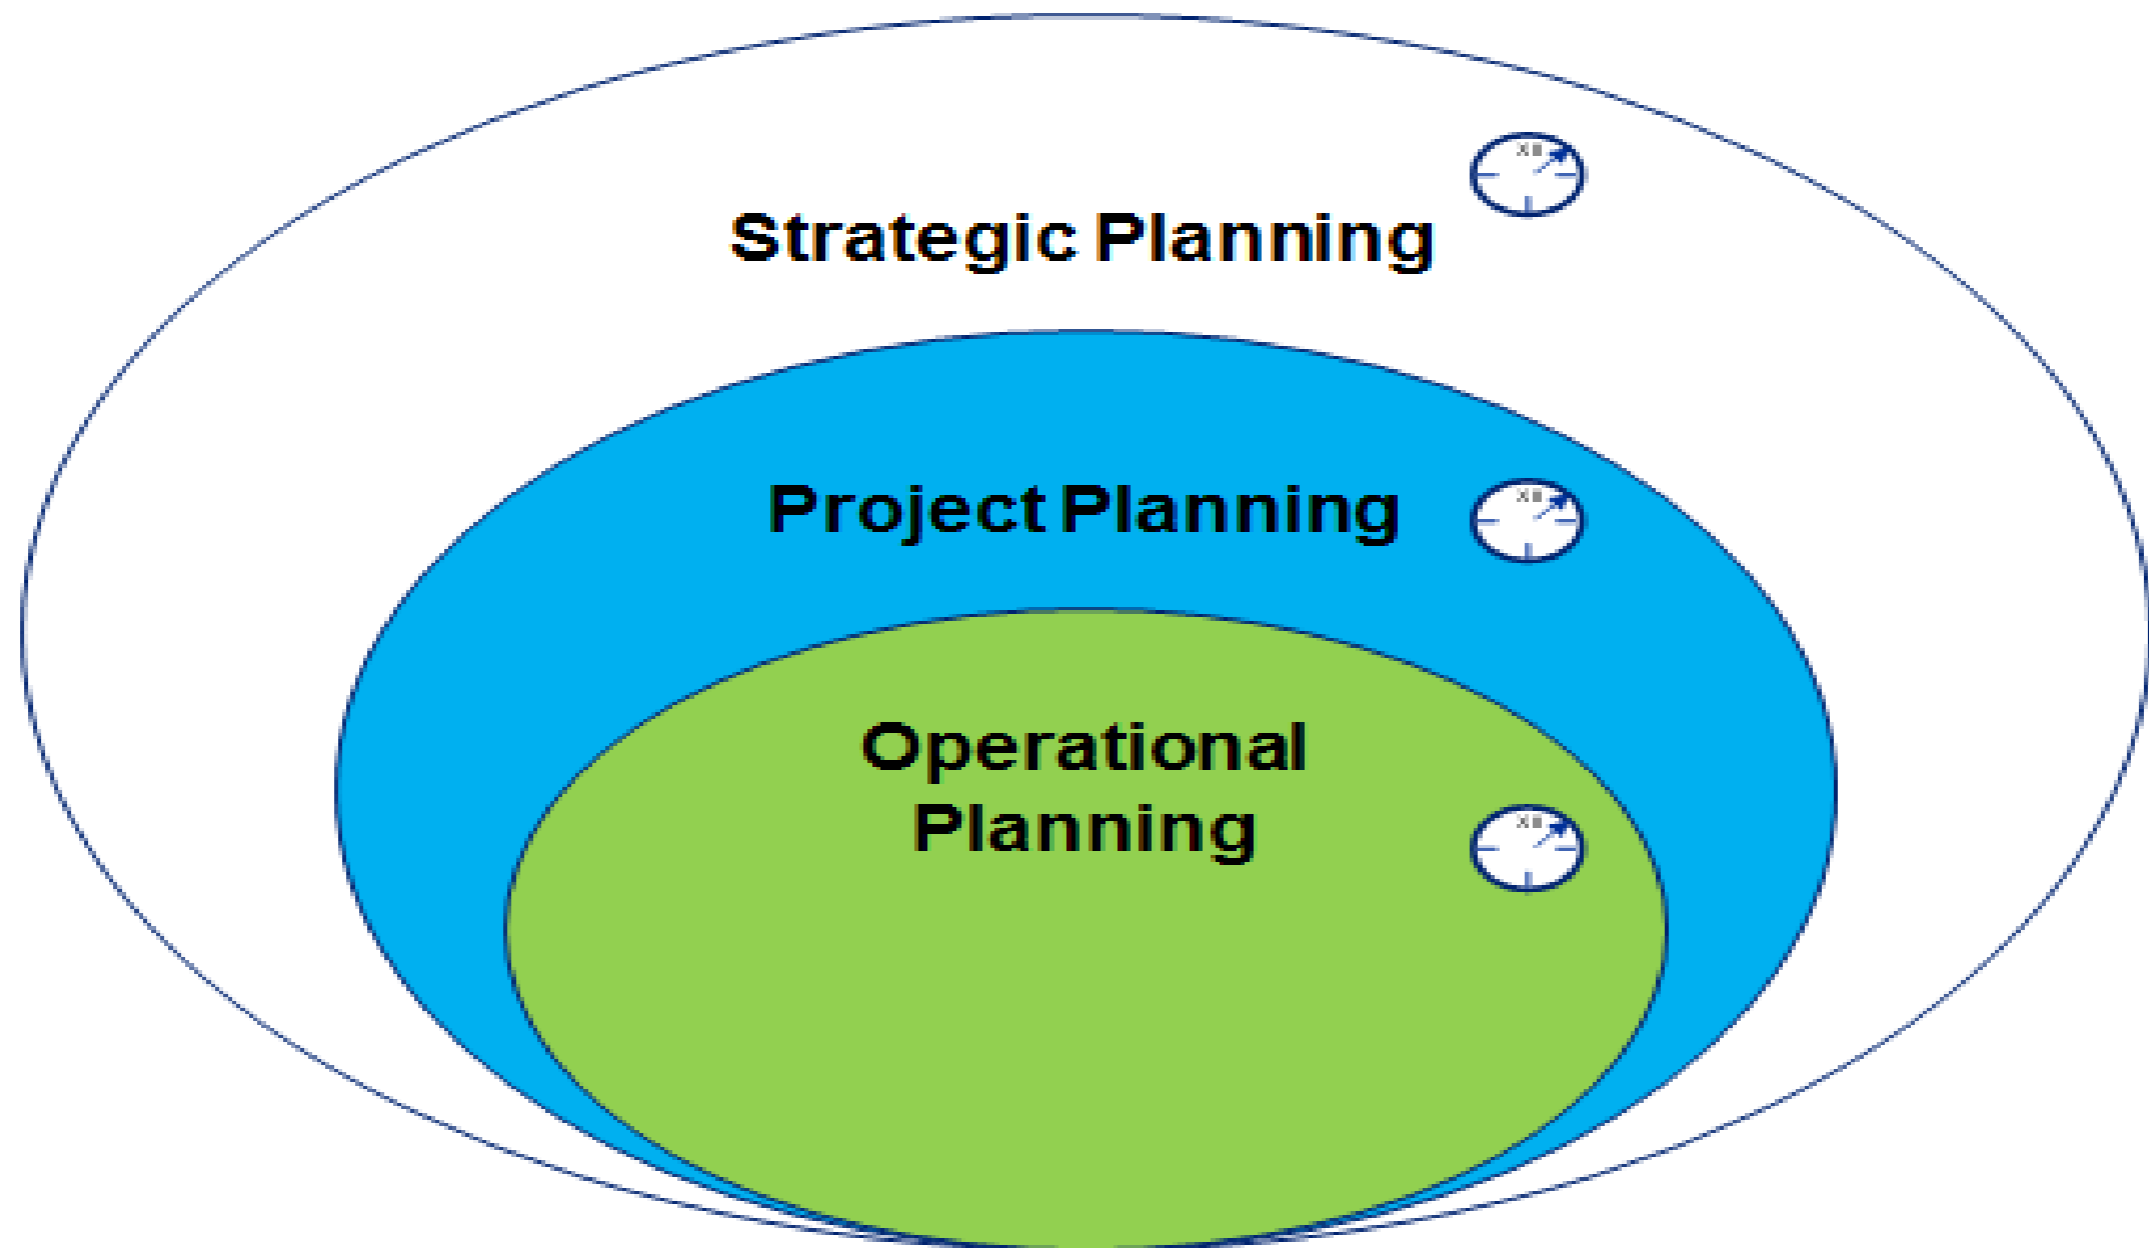 Strategic Planning
Project Planning
Operational
Planning